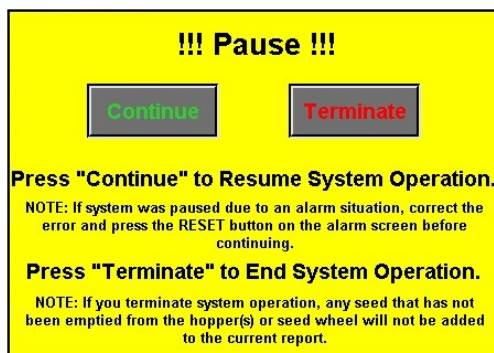 !!! Pause !!!
Continue Terminate
Press "Continue" to Resume System Operation.
NOTE: If system was paused due to an alarm situation, correct the
error and press the RESET button on the alarm screen before
continuing.
Press "Terminate" to End System Operation.
NOTE: If you terminate system operation, any seed that has not
been emptied from the hopper(s) or seed wheel will not be added
to the current report.